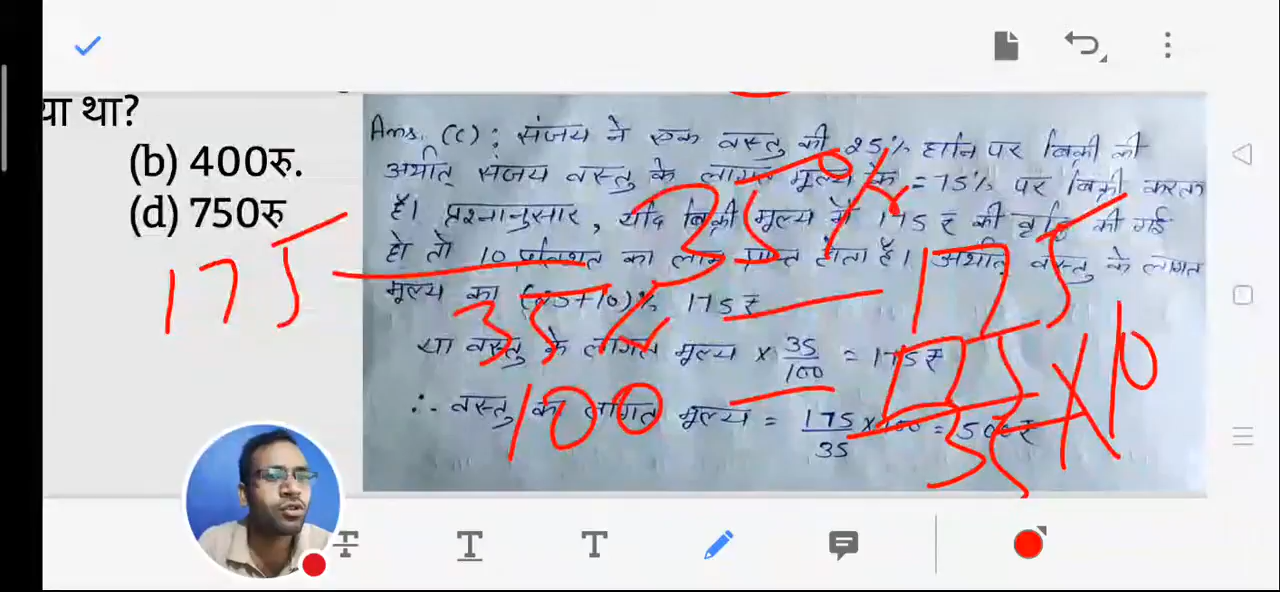 या था?
(b) 400रु.
(d) 750रु
Ans. (c) : संजय ने एक वस्तु की 25% हानि पर बिक्री की
अर्थात् संजय वस्तु के लागत मूल्य के = 75% पर बिक्री करता
है। प्रश्नानुसार, यदि बिक्री मूल्य में 175 ₹ की वृद्धि की गई
हो तो 10 प्रतिशत का लाभ प्राप्त होता है। अर्थात् वस्तु के लागत
मूल्य का (25+10)% 175 ₹
या वस्तु के लागत मूल्य × 35/100 = 175 ₹
∴ वस्तु का लागत मूल्य = 175/35 × 100 = 500 ₹
175
35% 175
35% 175
100 35 × 10